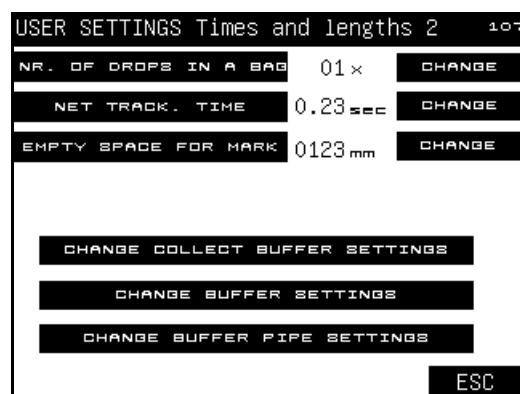 USER SETTINGS Times and lengths 2 107
NR. OF DROPS IN A BAG 01 x CHANGE
NET TRACK. TIME 0.23 sec CHANGE
EMPTY SPACE FOR MARK 0123 mm CHANGE
CHANGE COLLECT BUFFER SETTINGS
CHANGE BUFFER SETTINGS
CHANGE BUFFER PIPE SETTINGS
ESC